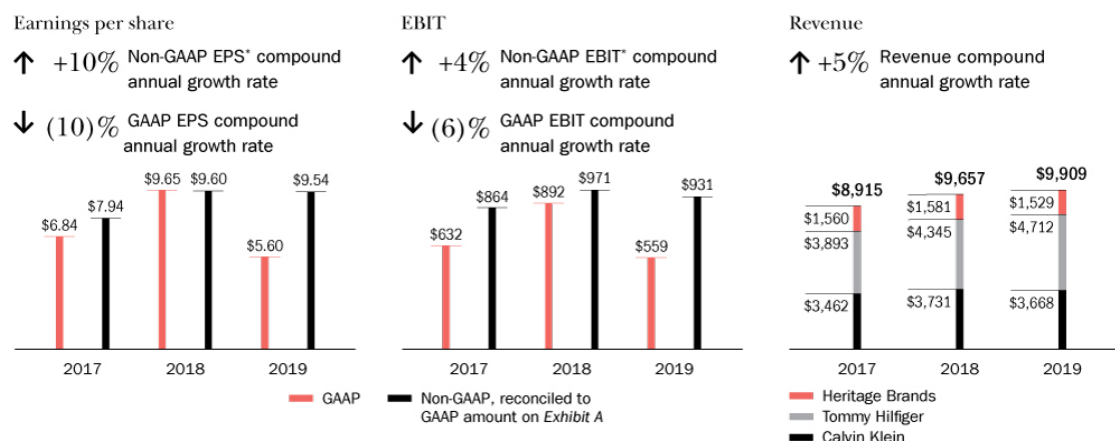 Earnings per share
↑ +10% Non-GAAP EPS* compound
annual growth rate
↓ (10)% GAAP EPS compound
annual growth rate
$6.84
$7.94
$9.65
$9.60
$5.60
$9.54
2017
2018
2019
EBIT
↑ +4% Non-GAAP EBIT* compound
annual growth rate
↓ (6)% GAAP EBIT compound
annual growth rate
$632
$864
$892
$971
$559
$931
2017
2018
2019
GAAP
Non-GAAP, reconciled to
GAAP amount on Exhibit A
Revenue
↑ +5% Revenue compound
annual growth rate
$8,915
$1,560
$3,893
$3,462
$9,657
$1,581
$4,345
$3,731
$9,909
$1,529
$4,712
$3,668
2017
2018
2019
Heritage Brands
Tommy Hilfiger
Calvin Klein